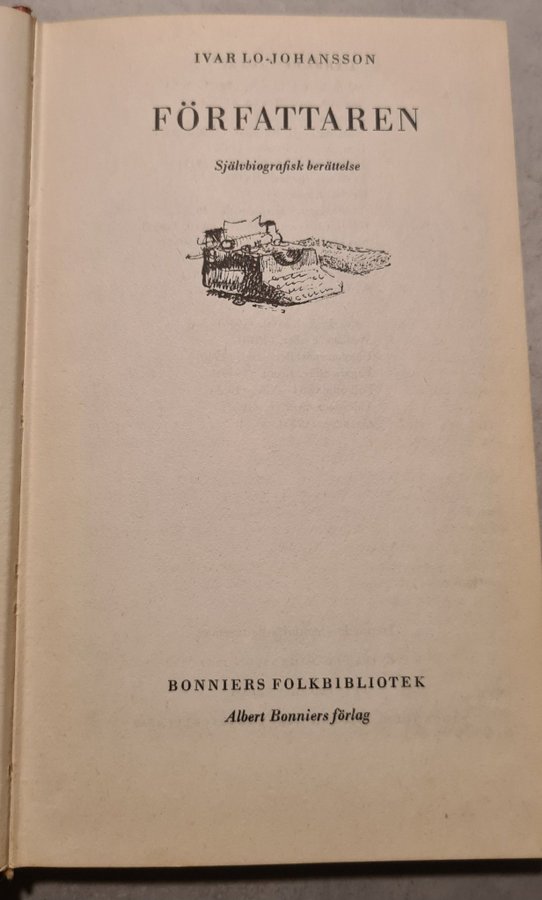 IVAR LO-JOHANSSON
FÖRFATTAREN
Självbiografisk berättelse
BONNIERS FOLKBIBLIOTEK
Albert Bonniers förlag